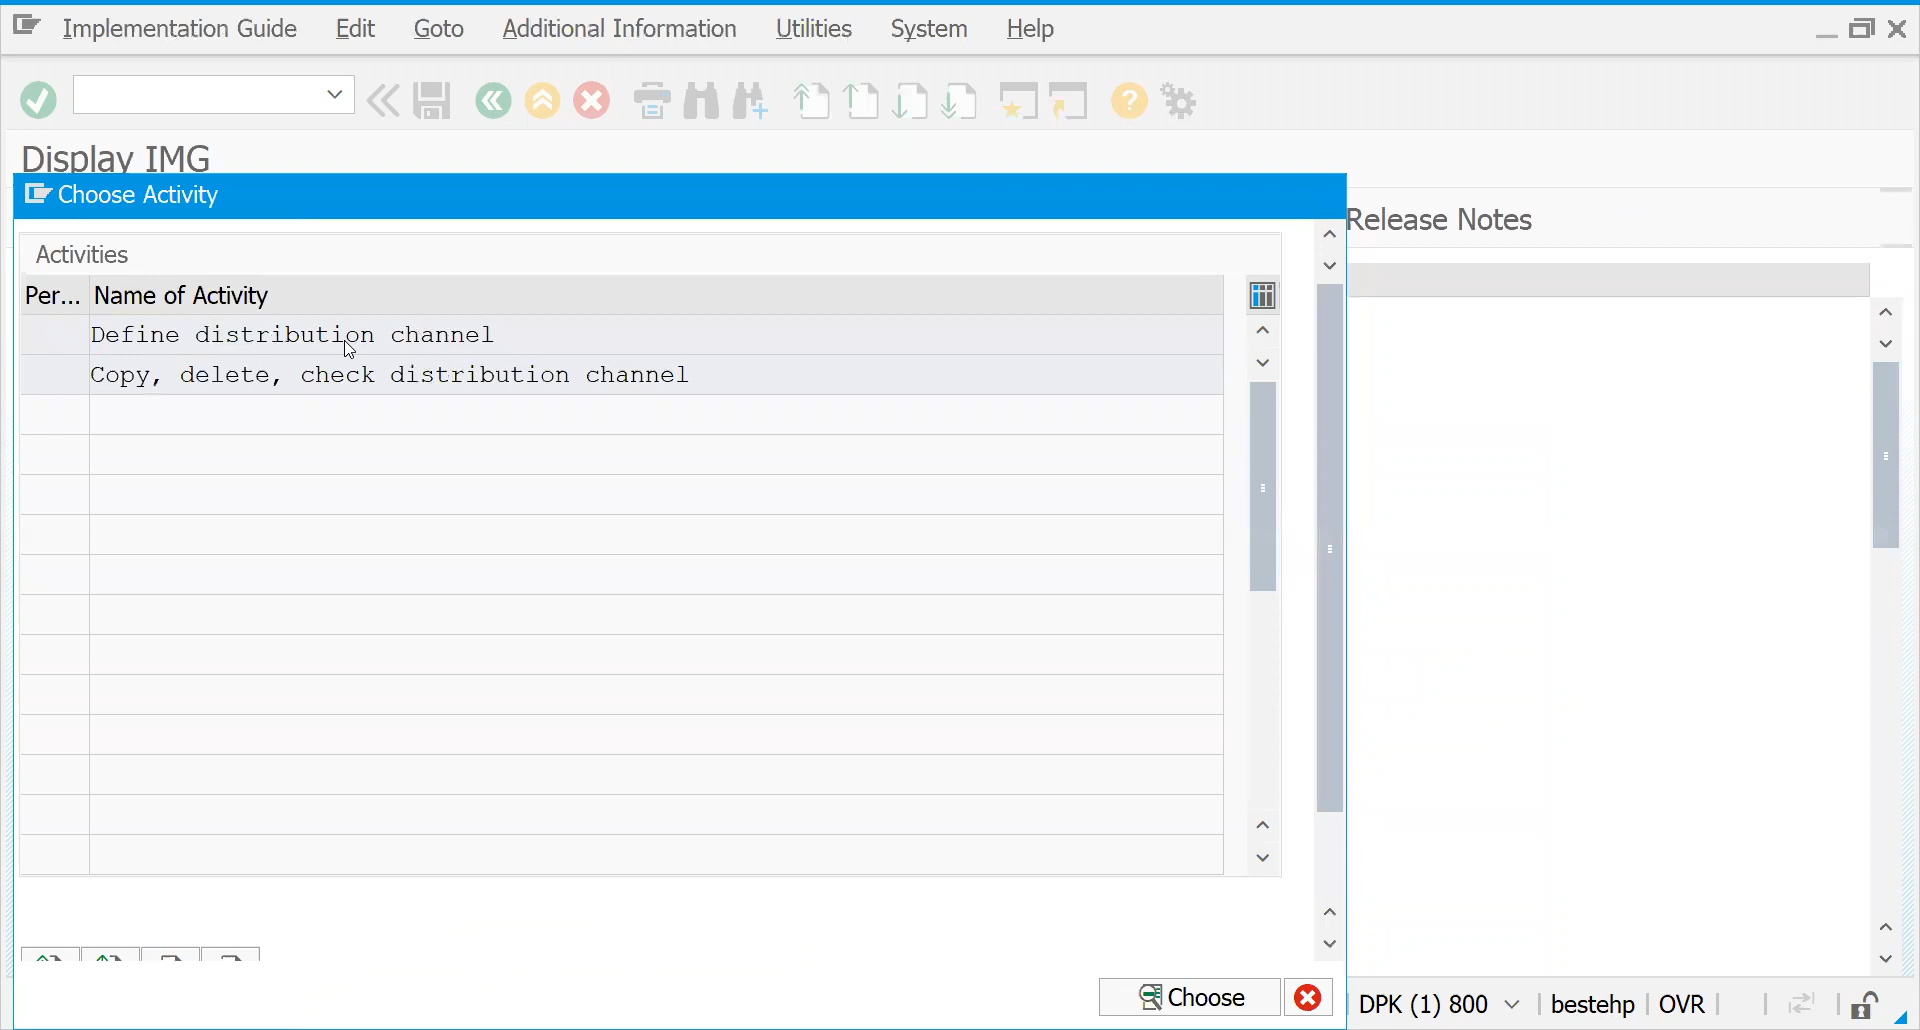 Implementation Guide Edit Goto Additional Information Utilities System Help
Display IMG
Choose Activity
Release Notes
Activities
Per... Name of Activity
Define distribution channel
Copy, delete, check distribution channel
Choose
DPK (1) 800 bestehp OVR